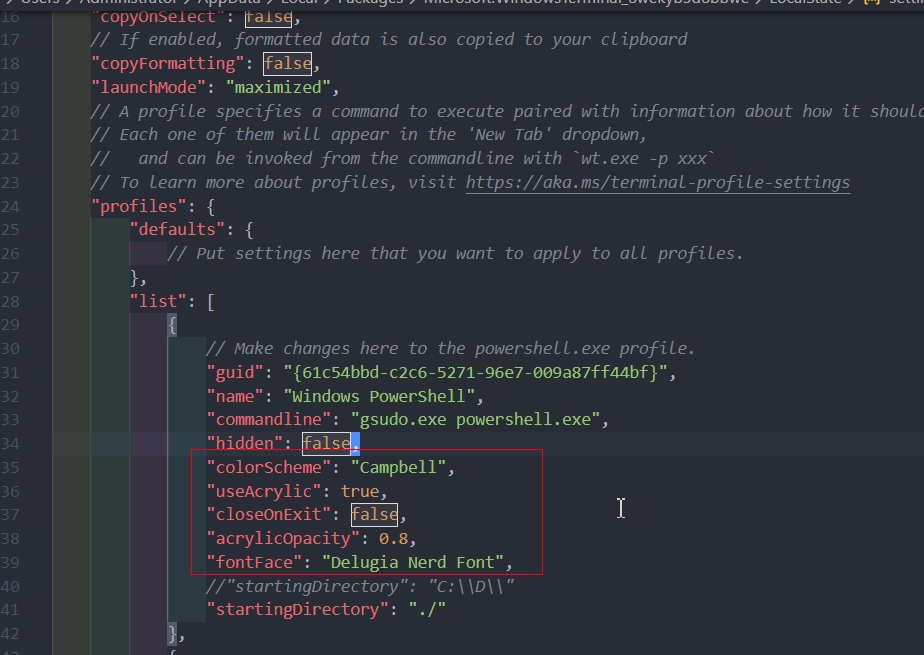 Users > Administrator > AppData > Local > Packages > Microsoft.WindowsTerminal_8wekyb3d8bbwe > LocalState >
16 "copyOnSelect": false,
17 // If enabled, formatted data is also copied to your clipboard
18 "copyFormatting": false,
19 "launchMode": "maximized",
20 // A profile specifies a command to execute paired with information about how it should
21 // Each one of them will appear in the 'New Tab' dropdown,
22 //   and can be invoked from the commandline with `wt.exe -p xxx`
23 // To learn more about profiles, visit https://aka.ms/terminal-profile-settings
24 "profiles": {
25 "defaults": {
26 // Put settings here that you want to apply to all profiles.
27 },
28 "list": [
29 {
30 // Make changes here to the powershell.exe profile.
31 "guid": "{61c54bbd-c2c6-5271-96e7-009a87ff44bf}",
32 "name": "Windows PowerShell",
33 "commandline": "gsudo.exe powershell.exe",
34 "hidden": false,
35 "colorScheme": "Campbell",
36 "useAcrylic": true,
37 "closeOnExit": false,
38 "acrylicOpacity": 0.8,
39 "fontFace": "Delugia Nerd Font",
40 //"startingDirectory": "C:\\D\\"
41 "startingDirectory": "./"
42 },